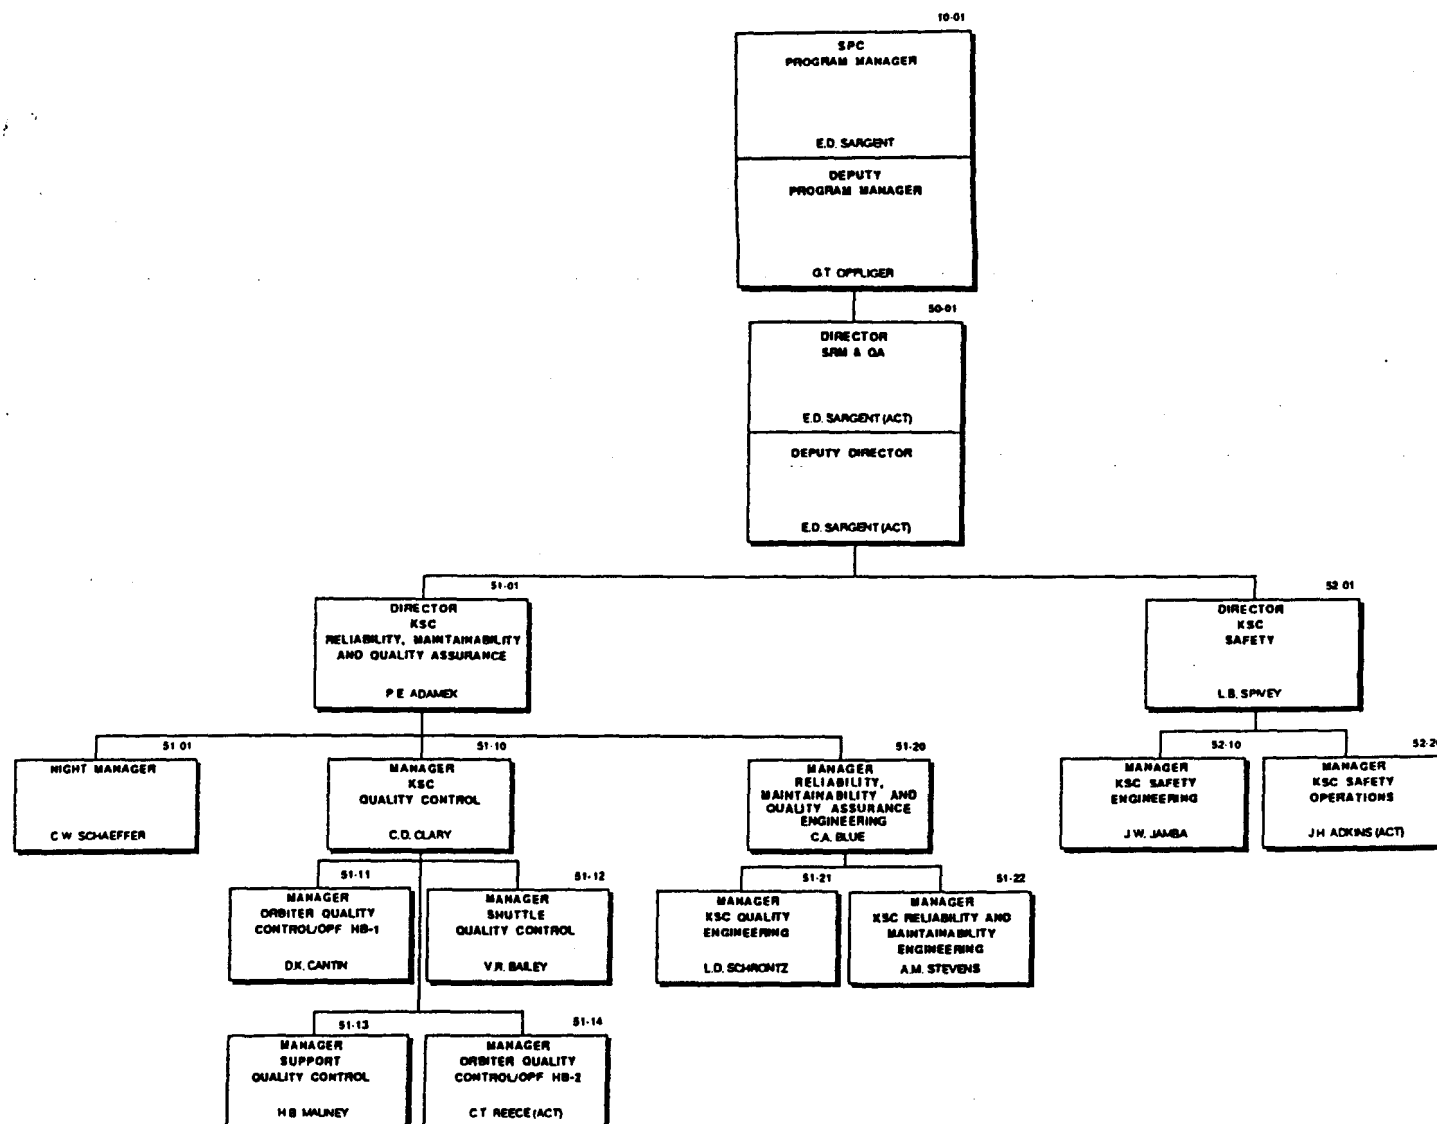 10-01
SPC
PROGRAM MANAGER
E.D. SARGENT
DEPUTY
PROGRAM MANAGER
G.T OPPLIGER
50-01
DIRECTOR
SRM & QA
E.D. SARGENT (ACT)
DEPUTY DIRECTOR
E.D. SARGENT (ACT)
51-01
DIRECTOR
KSC
RELIABILITY, MAINTAINABILITY
AND QUALITY ASSURANCE
P E ADAMEK
52-01
DIRECTOR
KSC
SAFETY
L.B. SPIVEY
51-01
NIGHT MANAGER
C W SCHAEFFER
51-10
MANAGER
KSC
QUALITY CONTROL
C.D. CLARY
51-20
MANAGER
RELIABILITY,
MAINTAINABILITY AND
QUALITY ASSURANCE
ENGINEERING
C.A. BLUE
52-10
MANAGER
KSC SAFETY
ENGINEERING
J.W. JAMBA
52-20
MANAGER
KSC SAFETY
OPERATIONS
J.H ADKINS (ACT)
51-11
MANAGER
ORBITER QUALITY
CONTROL/OPF HB-1
D.K. CANTIN
51-12
MANAGER
SHUTTLE
QUALITY CONTROL
V.R. BAILEY
51-21
MANAGER
KSC QUALITY
ENGINEERING
L.D. SCHRONTZ
51-22
MANAGER
KSC RELIABILITY AND
MAINTAINABILITY
ENGINEERING
A.M. STEVENS
51-13
MANAGER
SUPPORT
QUALITY CONTROL
H B MAUNEY
51-14
MANAGER
ORBITER QUALITY
CONTROL/OPF HB-2
C T REECE (ACT)